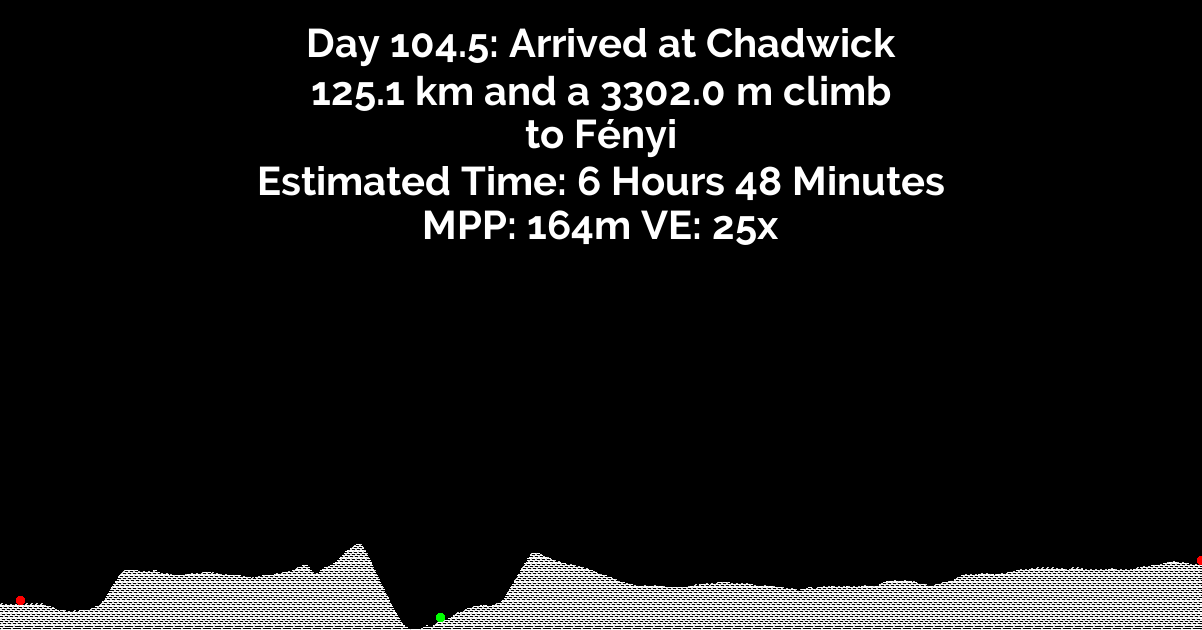 Day 104.5: Arrived at Chadwick
125.1 km and a 3302.0 m climb
to Fényi
Estimated Time: 6 Hours 48 Minutes
MPP: 164m VE: 25x